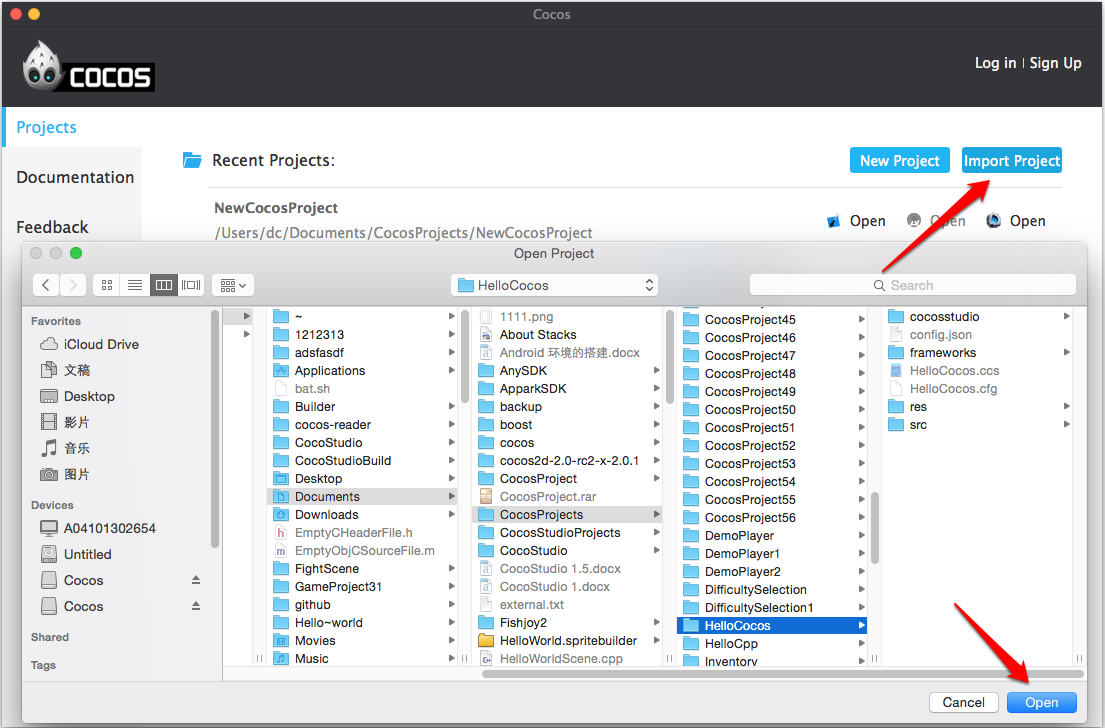 Cocos
COCOS
Log in | Sign Up
Projects
Documentation
Feedback
Recent Projects:
New Project
Import Project
NewCocosProject
/Users/dc/Documents/CocosProjects/NewCocosProject
Open
Open
Open
Open Project
HelloCocos
Search
Favorites
iCloud Drive
文稿
Desktop
影片
音乐
图片
Devices
A04101302654
Untitled
Cocos
Cocos
Shared
Tags
~
1212313
adsfasdf
Applications
bat.sh
Builder
cocos-reader
CocoStudio
CocoStudioBuild
Desktop
Documents
Downloads
EmptyCHeaderFile.h
EmptyObjCSourceFile.m
FightScene
GameProject31
github
Hello~world
Movies
Music
1111.png
About Stacks
Android 环境的搭建.docx
AnySDK
ApparkSDK
backup
boost
cocos
cocos2d-2.0-rc2-x-2.0.1
CocosProject
CocosProject.rar
CocosProjects
CocosStudioProjects
CocoStudio
CocoStudio 1.5.docx
CocoStudio 1.docx
external.txt
Fishjoy2
HelloWorld.spritebuilder
HelloWorldScene.cpp
CocosProject45
CocosProject46
CocosProject47
CocosProject48
CocosProject49
CocosProject50
CocosProject51
CocosProject52
CocosProject53
CocosProject54
CocosProject55
CocosProject56
DemoPlayer
DemoPlayer1
DemoPlayer2
DifficultySelection
DifficultySelection1
HelloCocos
HelloCpp
Inventory
cocosstudio
config.json
frameworks
HelloCocos.ccs
HelloCocos.cfg
res
src
Cancel
Open